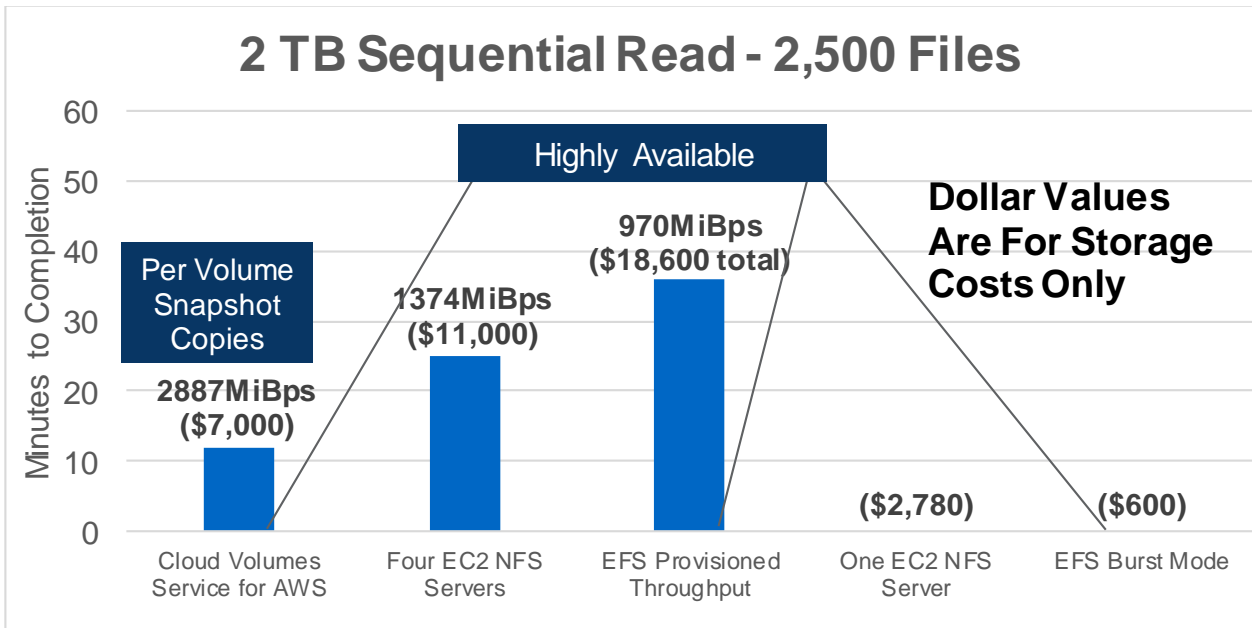 2 TB Sequential Read - 2,500 Files
Minutes to Completion
60
50
40
30
20
10
0
Highly Available
Per Volume
Snapshot
Copies
2887MiBps
($7,000)
1374MiBps
($11,000)
970MiBps
($18,600 total)
($2,780)
($600)
Dollar Values
Are For Storage
Costs Only
Cloud Volumes
Service for AWS
Four EC2 NFS
Servers
EFS Provisioned
Throughput
One EC2 NFS
Server
EFS Burst Mode